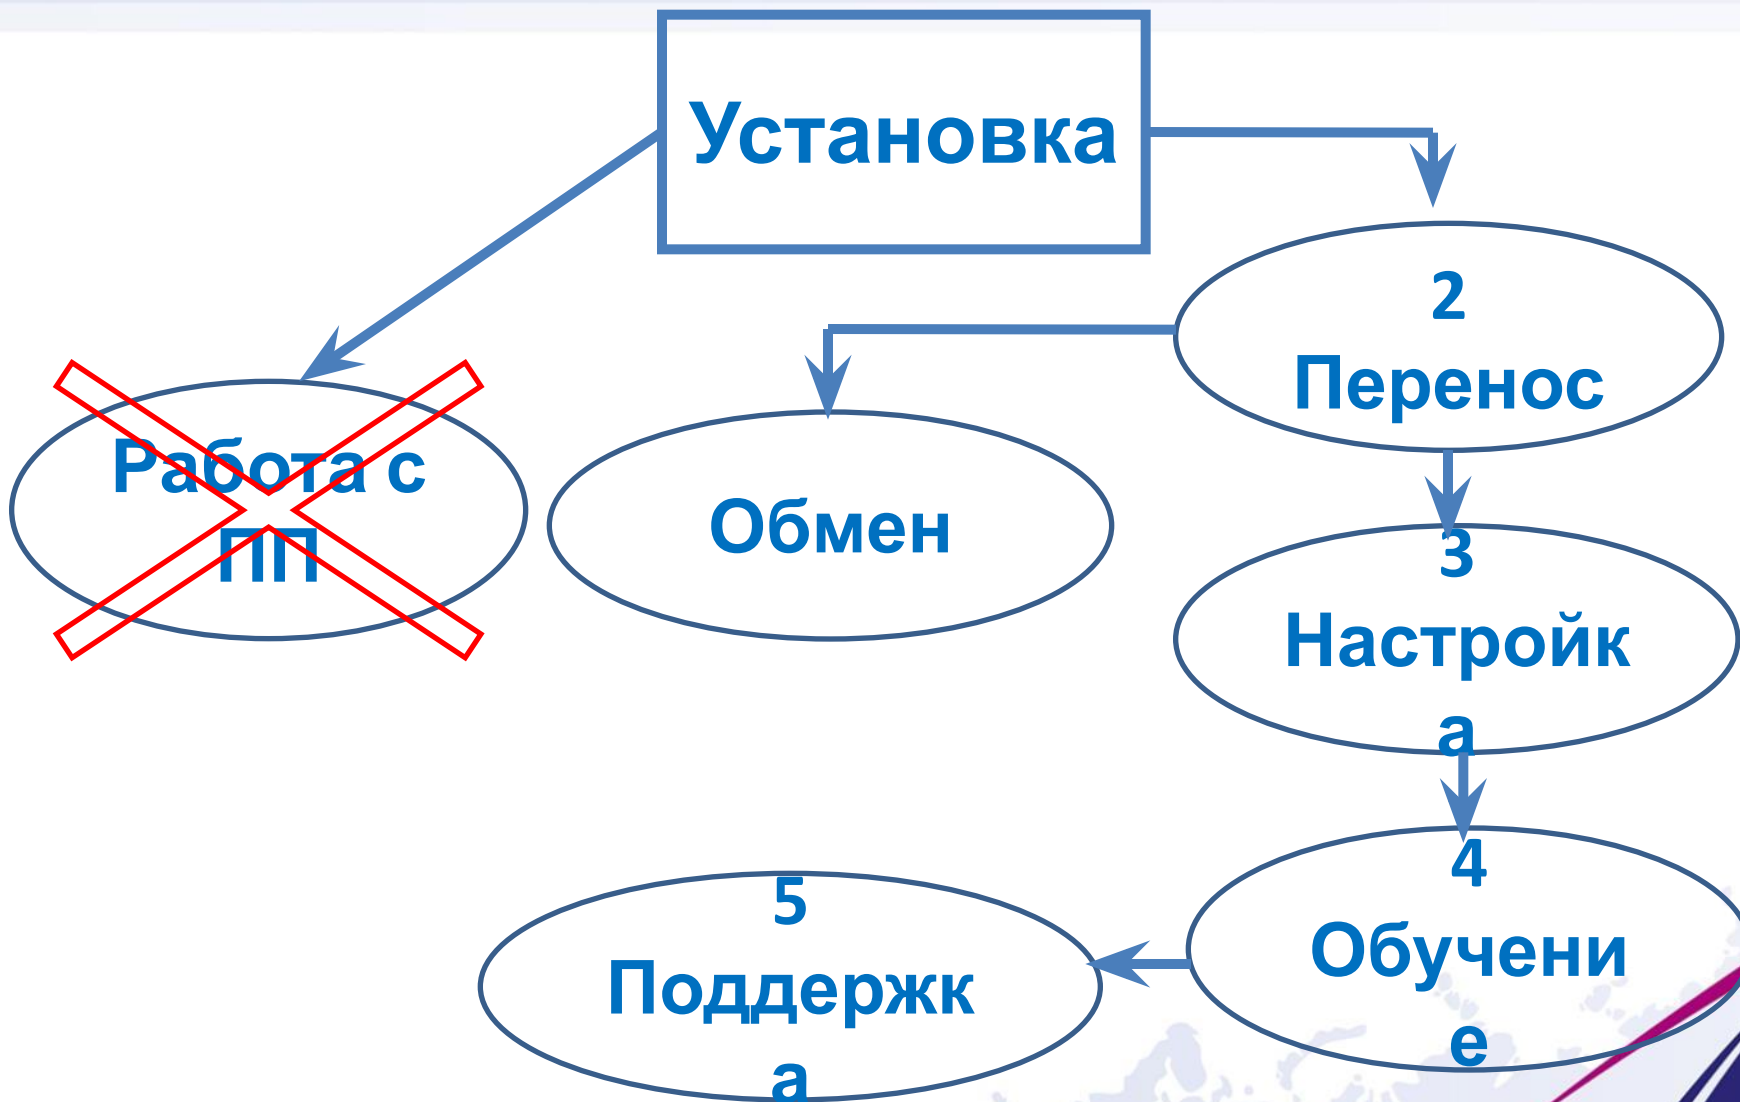 Установка
2
Перенос
Работа с
ПП
Обмен
3
Настройк
а
4
Обучени
е
5
Поддержк
а